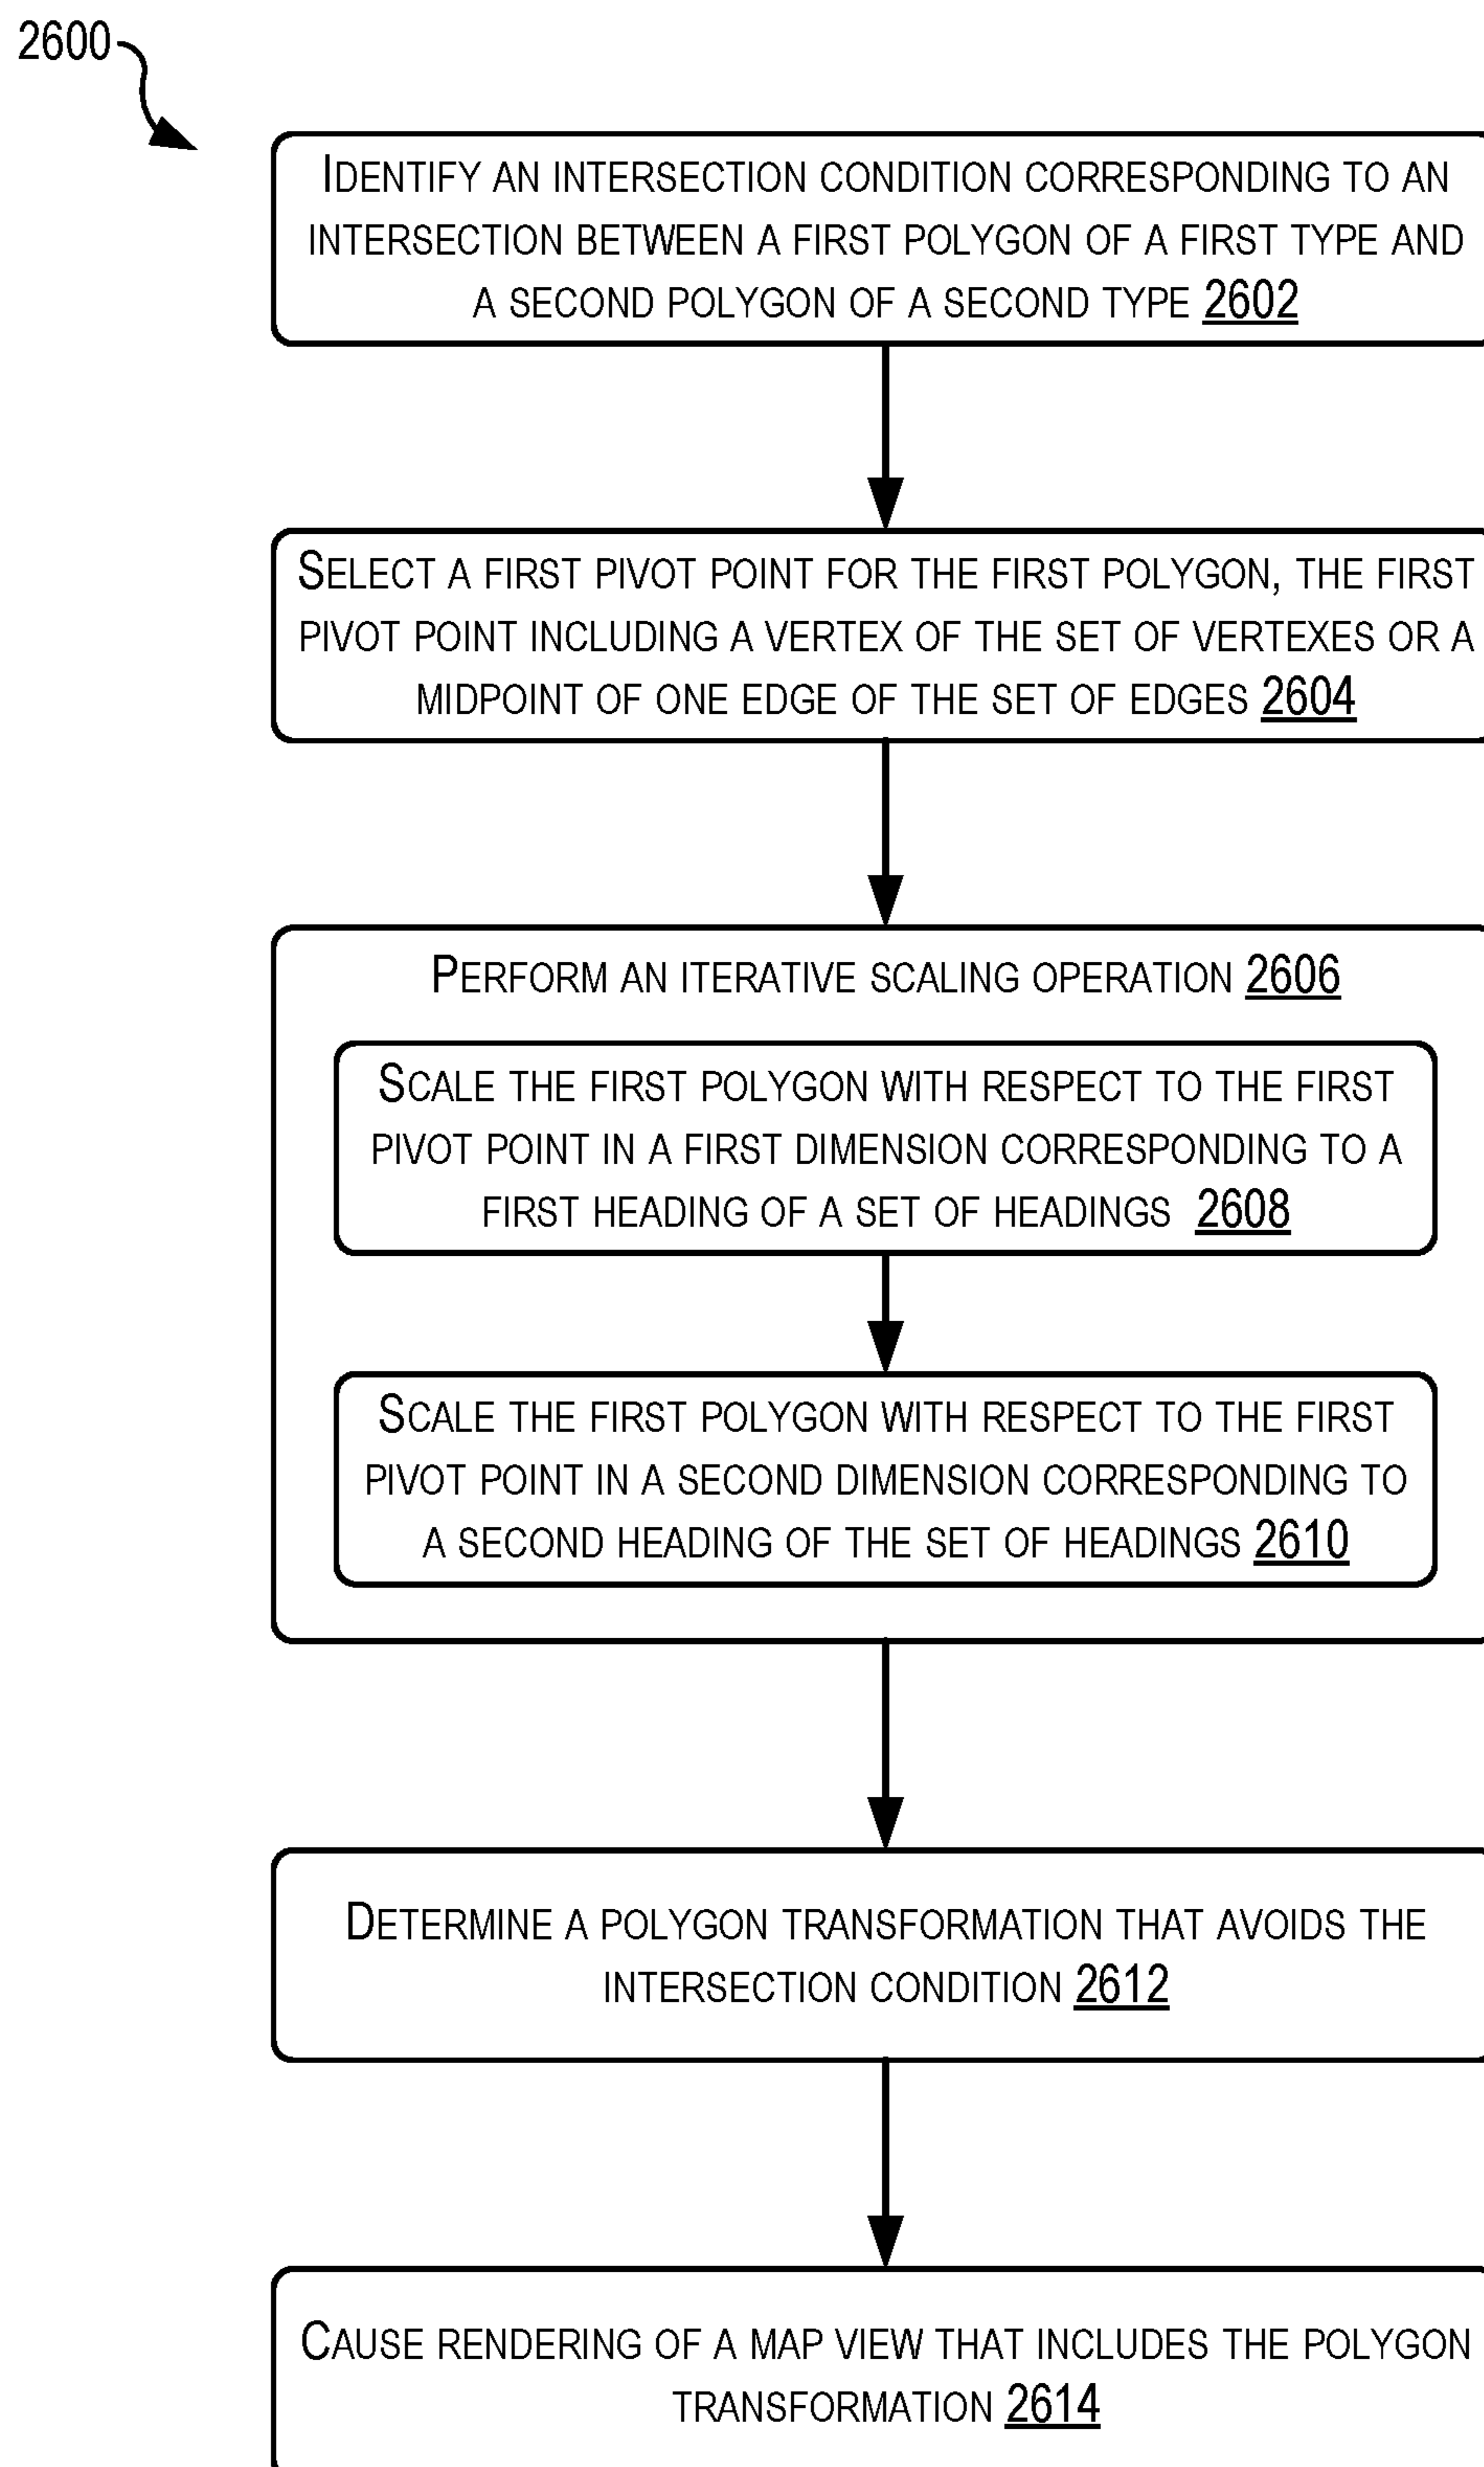 2600
IDENTIFY AN INTERSECTION CONDITION CORRESPONDING TO AN
INTERSECTION BETWEEN A FIRST POLYGON OF A FIRST TYPE AND
A SECOND POLYGON OF A SECOND TYPE 2602
SELECT A FIRST PIVOT POINT FOR THE FIRST POLYGON, THE FIRST
PIVOT POINT INCLUDING A VERTEX OF THE SET OF VERTEXES OR A
MIDPOINT OF ONE EDGE OF THE SET OF EDGES 2604
PERFORM AN ITERATIVE SCALING OPERATION 2606
SCALE THE FIRST POLYGON WITH RESPECT TO THE FIRST
PIVOT POINT IN A FIRST DIMENSION CORRESPONDING TO A
FIRST HEADING OF A SET OF HEADINGS 2608
SCALE THE FIRST POLYGON WITH RESPECT TO THE FIRST
PIVOT POINT IN A SECOND DIMENSION CORRESPONDING TO
A SECOND HEADING OF THE SET OF HEADINGS 2610
DETERMINE A POLYGON TRANSFORMATION THAT AVOIDS THE
INTERSECTION CONDITION 2612
CAUSE RENDERING OF A MAP VIEW THAT INCLUDES THE POLYGON
TRANSFORMATION 2614